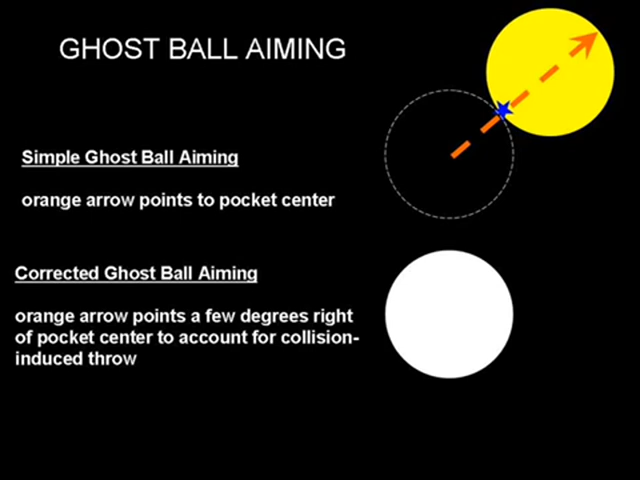 GHOST BALL AIMING
Simple Ghost Ball Aiming
orange arrow points to pocket center
Corrected Ghost Ball Aiming
orange arrow points a few degrees right
of pocket center to account for collision-
induced throw